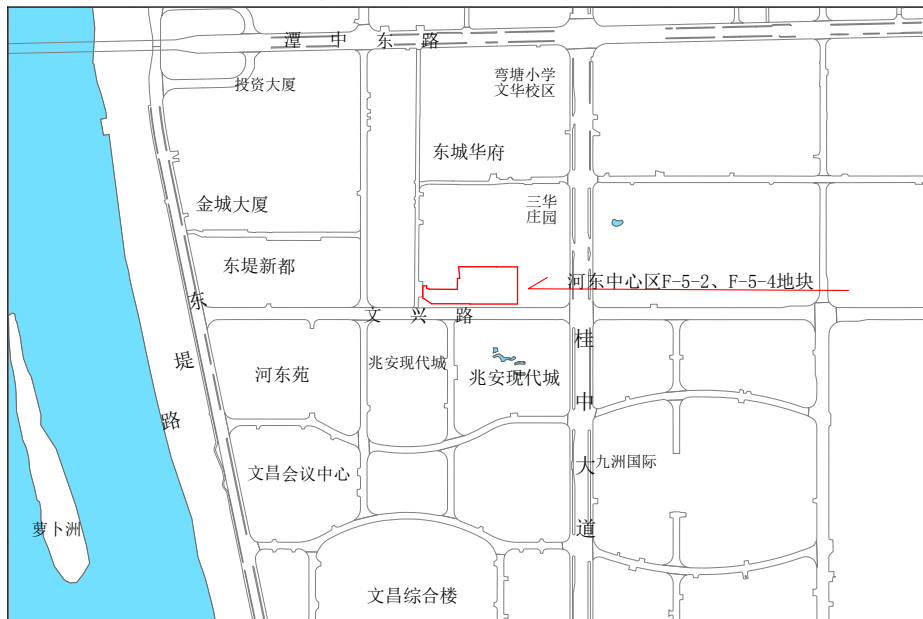 潭中东路
投资大厦
弯塘小学
文华校区
东城华府
金城大厦
三华
庄园
东堤新都
河东中心区F-5-2、F-5-4地块
东堤路
文兴路
桂中大道
河东苑
兆安现代城
兆安现代城
文昌会议中心
九洲国际
萝卜洲
文昌综合楼